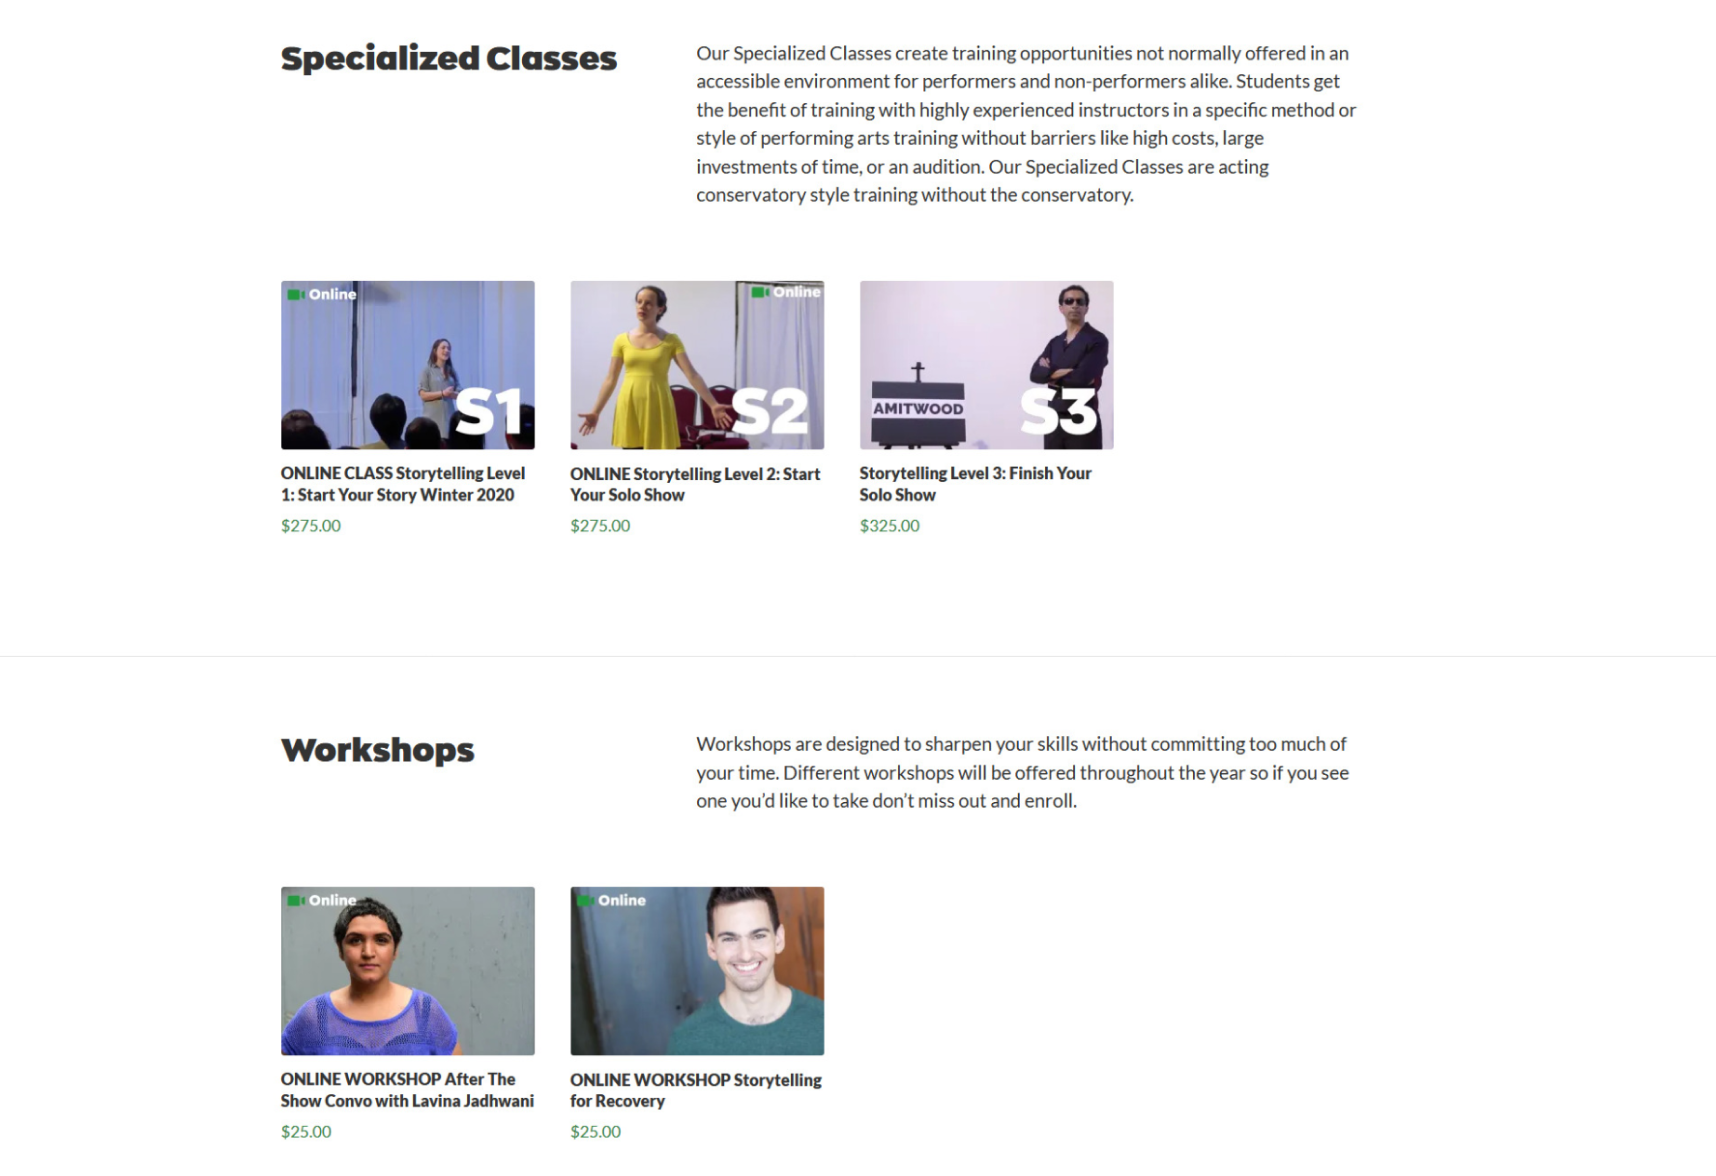 Specialized Classes
Our Specialized Classes create training opportunities not normally offered in an
accessible environment for performers and non-performers alike. Students get
the benefit of training with highly experienced instructors in a specific method or
style of performing arts training without barriers like high costs, large
investments of time, or an audition. Our Specialized Classes are acting
conservatory style training without the conservatory.
Online
S1
ONLINE CLASS Storytelling Level
1: Start Your Story Winter 2020
$275.00
Online
S2
ONLINE Storytelling Level 2: Start
Your Solo Show
$275.00
AMITWOOD
S3
Storytelling Level 3: Finish Your
Solo Show
$325.00
Workshops
Workshops are designed to sharpen your skills without committing too much of
your time. Different workshops will be offered throughout the year so if you see
one you’d like to take don’t miss out and enroll.
Online
ONLINE WORKSHOP After The
Show Convo with Lavina Jadhwani
$25.00
Online
ONLINE WORKSHOP Storytelling
for Recovery
$25.00